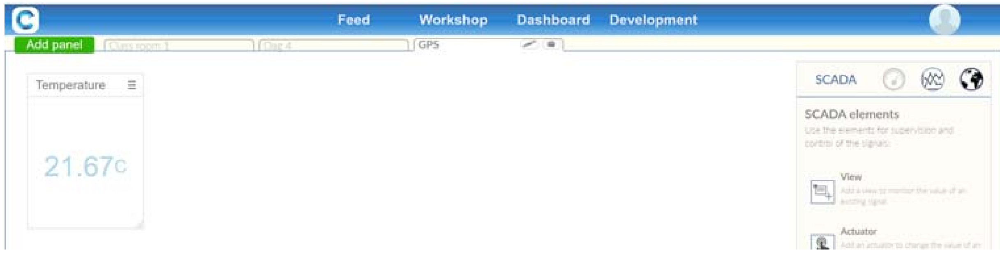 C
Feed Workshop Dashboard Development
Add panel Class room 1 Dag 4 GPS
Temperature
21.67C
SCADA
SCADA elements
Use the elements for supervision and
control of the signals.
View
Add a view to monitor the value of an
existing signal.
Actuator
Add an actuator to change the value of an